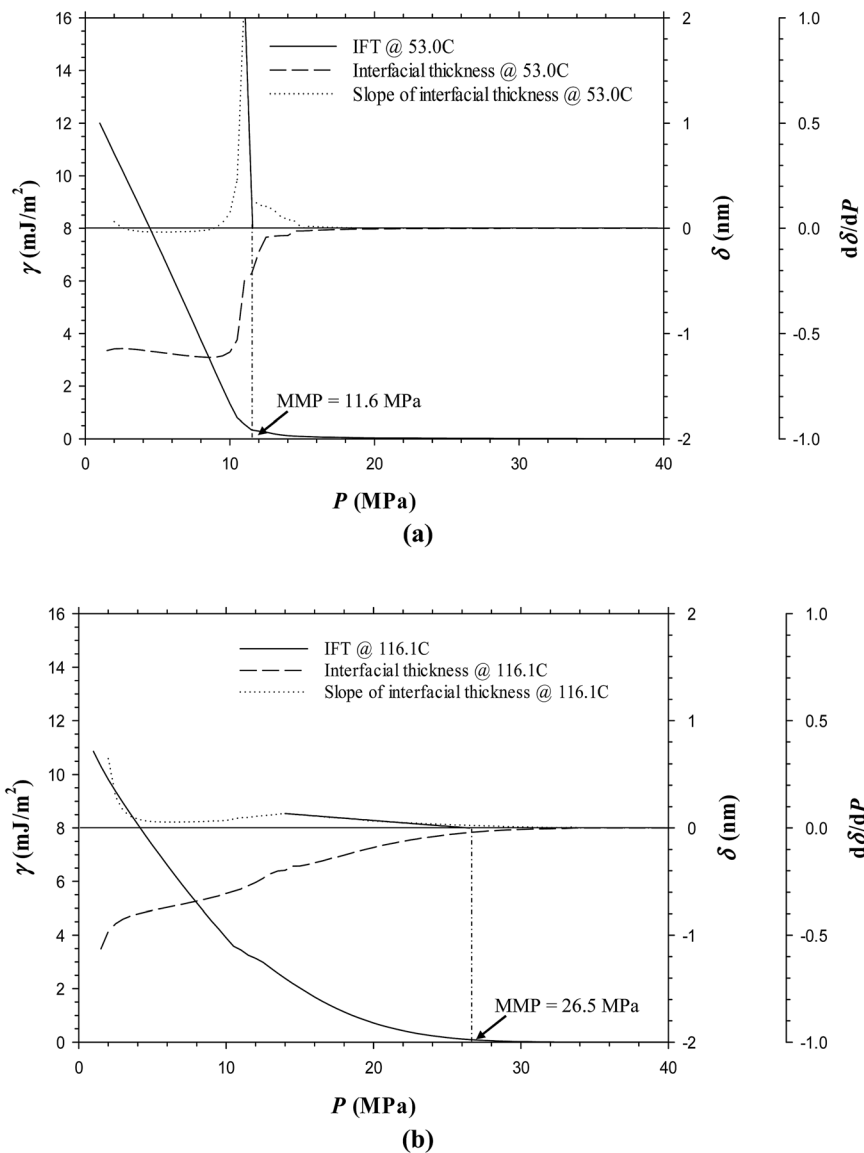 IFT @ 53.0C
Interfacial thickness @ 53.0C
Slope of interfacial thickness @ 53.0C
16
14
12
10
8
6
4
2
0
γ (mJ/m²)
2
1
0
-1
-2
δ (nm)
1.0
0.5
0.0
-0.5
-1.0
dδ/dP
MMP = 11.6 MPa
0 10 20 30 40
P (MPa)
(a)
IFT @ 116.1C
Interfacial thickness @ 116.1C
Slope of interfacial thickness @ 116.1C
16
14
12
10
8
6
4
2
0
γ (mJ/m²)
2
1
0
-1
-2
δ (nm)
1.0
0.5
0.0
-0.5
-1.0
dδ/dP
MMP = 26.5 MPa
0 10 20 30 40
P (MPa)
(b)